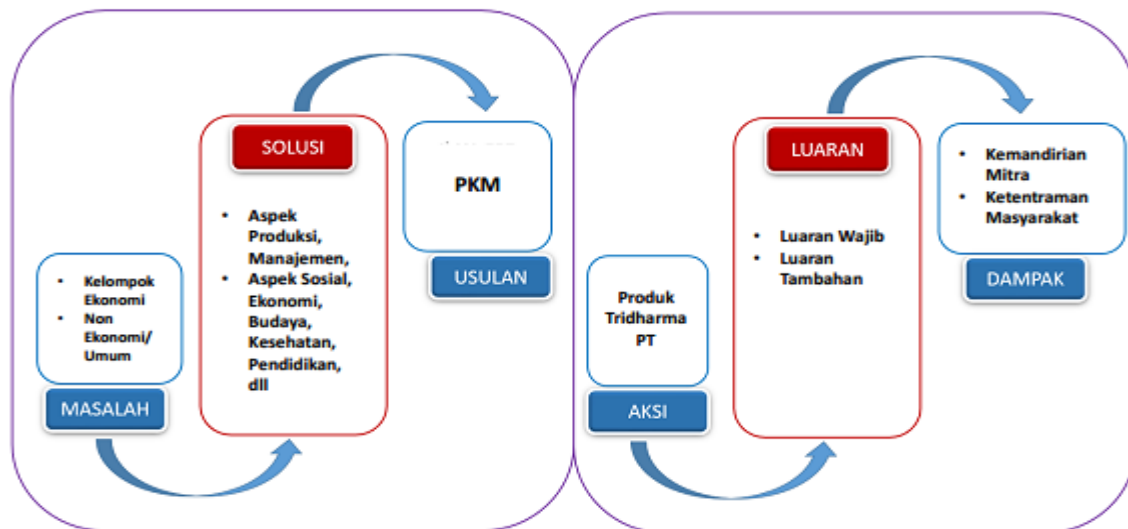 • Kelompok
Ekonomi
• Non
Ekonomi/
Umum
MASALAH
SOLUSI
• Aspek
Produksi,
Manajemen,
• Aspek Sosial,
Ekonomi,
Budaya,
Kesehatan,
Pendidikan,
dll
PKM
USULAN
Produk
Tridharma
PT
AKSI
LUARAN
• Luaran Wajib
• Luaran
Tambahan
• Kemandirian
Mitra
• Ketentraman
Masyarakat
DAMPAK